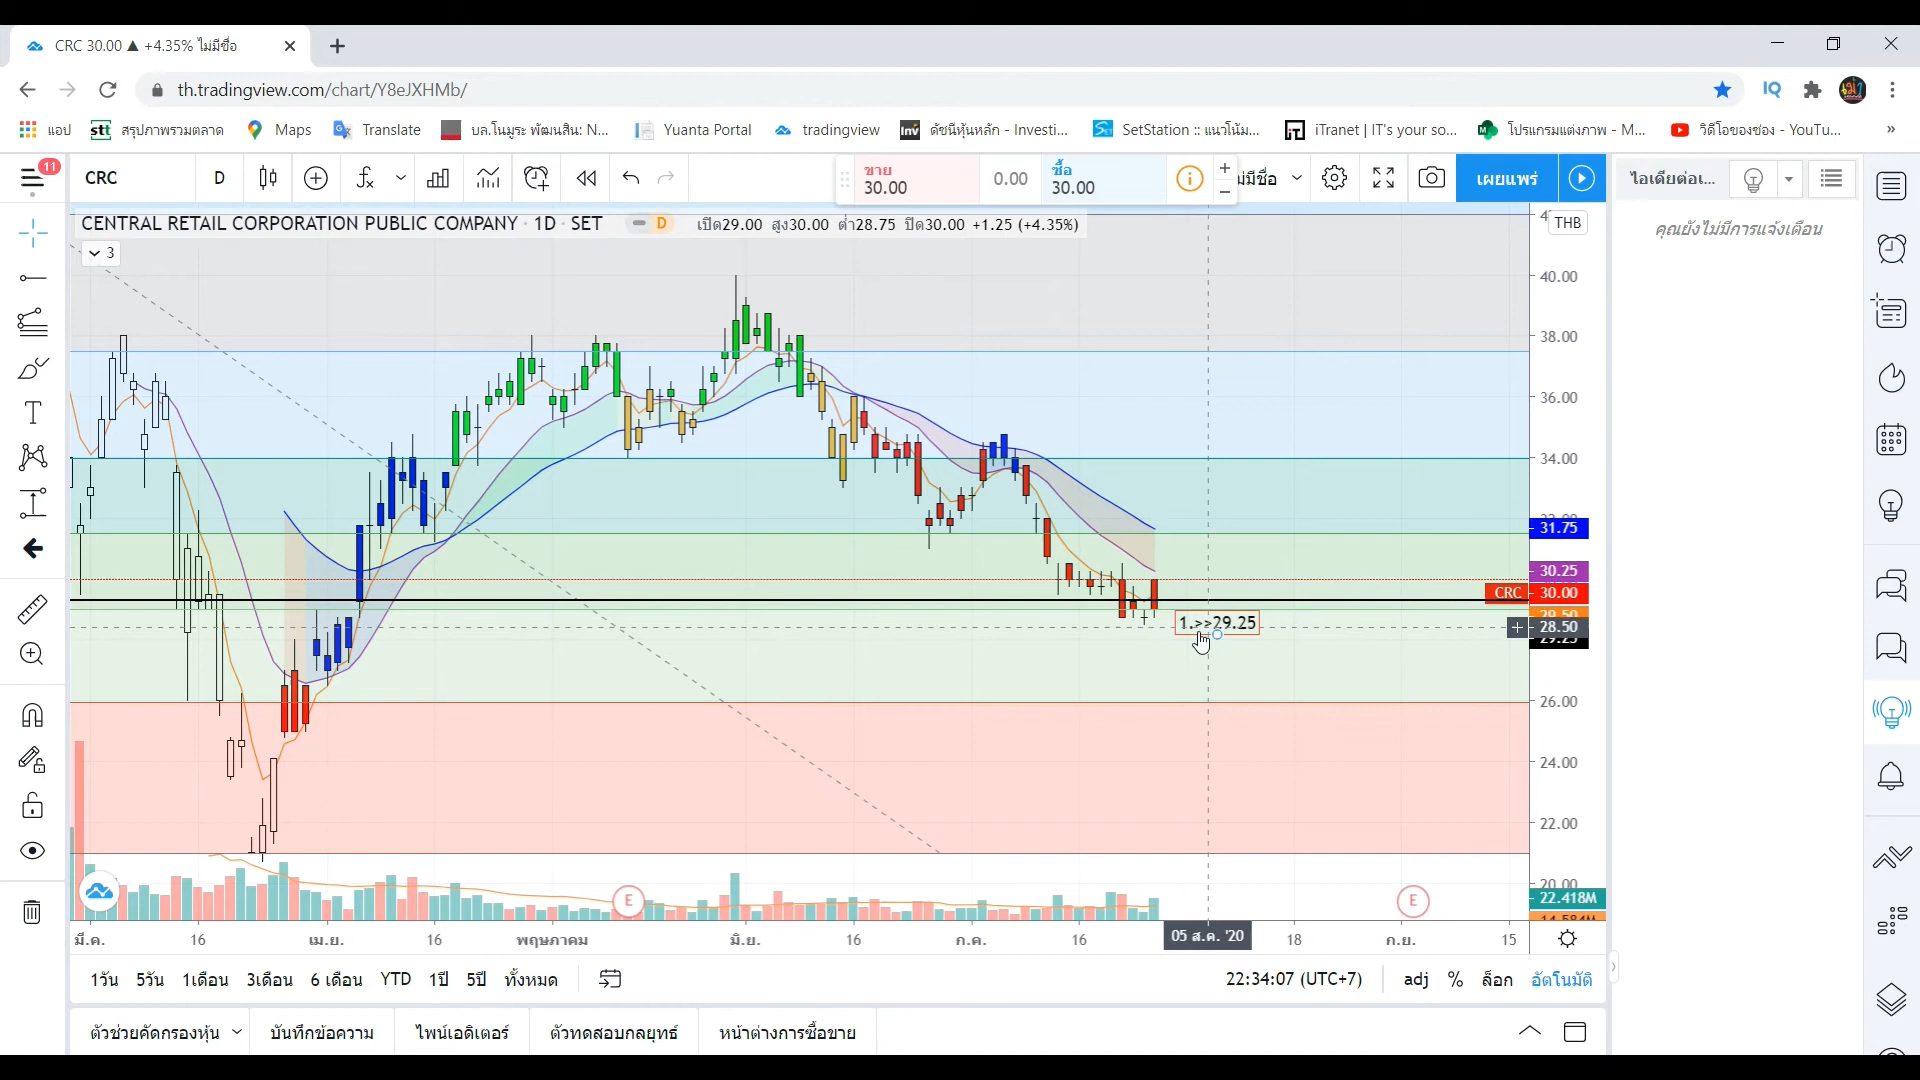 CRC 30.00 ▲ +4.35% ไม่มีชื่อ
th.tradingview.com/chart/Y8eJXHMb/
แอป
stt สรุปภาพรวมตลาด
Maps
Translate
บล.โนมูระ พัฒนสิน: N...
Yuanta Portal
tradingview
Inv ดัชนีหุ้นหลัก - Investi...
SetStation :: แนวโน้ม...
iTranet | IT's your so...
โปรแกรมแต่งภาพ - M...
วิดีโอของช่อง - YouTu...
»
11
CRC
D
ขาย
30.00
0.00
ซื้อ
30.00
เผยแพร่
ไอเดียต่อเ...
CENTRAL RETAIL CORPORATION PUBLIC COMPANY · 1D · SET
D
เปิด29.00 สูง30.00 ต่ำ28.75 ปิด30.00 +1.25 (+4.35%)
THB
คุณยังไม่มีการแจ้งเตือน
3
40.00
38.00
36.00
34.00
31.75
30.25
CRC 30.00
29.50
28.50
29.25
1.>>29.25
26.00
24.00
22.00
20.00
22.418M
14.584M
E
E
มี.ค.
16
เม.ย.
16
พฤษภาคม
มิ.ย.
16
ก.ค.
16
05 ส.ค. '20
18
ก.ย.
15
1วัน
5วัน
1เดือน
3เดือน
6 เดือน
YTD
1ปี
5ปี
ทั้งหมด
22:34:07 (UTC+7)
adj
%
ล็อก
อัตโนมัติ
ตัวช่วยคัดกรองหุ้น
บันทึกข้อความ
ไพน์เอดิเตอร์
ตัวทดสอบกลยุทธ์
หน้าต่างการซื้อขาย